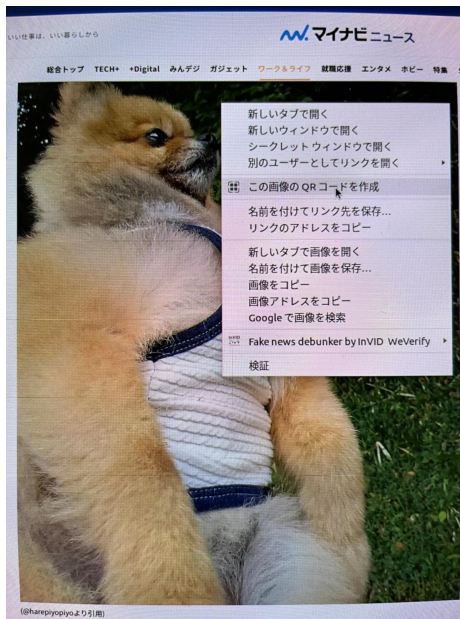 いい仕事は、いい暮らしから
マイナビニュース
総合トップ TECH+ +Digital みんデジ ガジェット ワーク&ライフ 就職応援 エンタメ ホビー 特集
新しいタブで開く
新しいウィンドウで開く
シークレット ウィンドウで開く
別のユーザーとしてリンクを開く
この画像の QR コードを作成
名前を付けてリンク先を保存...
リンクのアドレスをコピー
新しいタブで画像を開く
名前を付けて画像を保存...
画像をコピー
画像アドレスをコピー
Google で画像を検索
Fake news debunker by InVID WeVerify
検証
(@harepiyopiyoより引用)